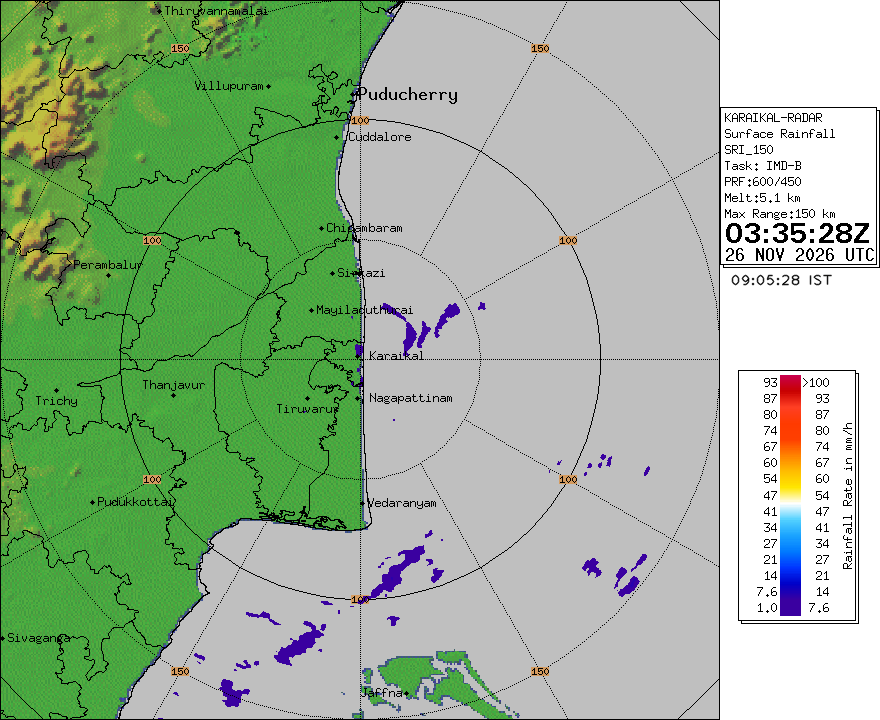 Thiruvannamalai
150
150
Villupuram
Puducherry
100
Cuddalore
Chidambaram
100
100
Perambalur
Sirkazi
Mayiladuthurai
Karaikal
Thanjavur
Trichy
Tiruvarur
Nagapattinam
100
100
Pudukkottai
Vedaranyam
100
Sivaganga
150
150
Jaffna
KARAIKAL-RADAR
Surface Rainfall
SRI_150
Task: IMD-B
PRF:600/450
Melt:5.1 km
Max Range:150 km
03:35:28Z
26 NOV 2026 UTC
09:05:28 IST
93 >100
87 93
80 87
74 80
67 74
60 67
54 60
47 54
41 47
34 41
27 34
21 27
14 21
7.6 14
1.0 7.6
Rainfall Rate in mm/h